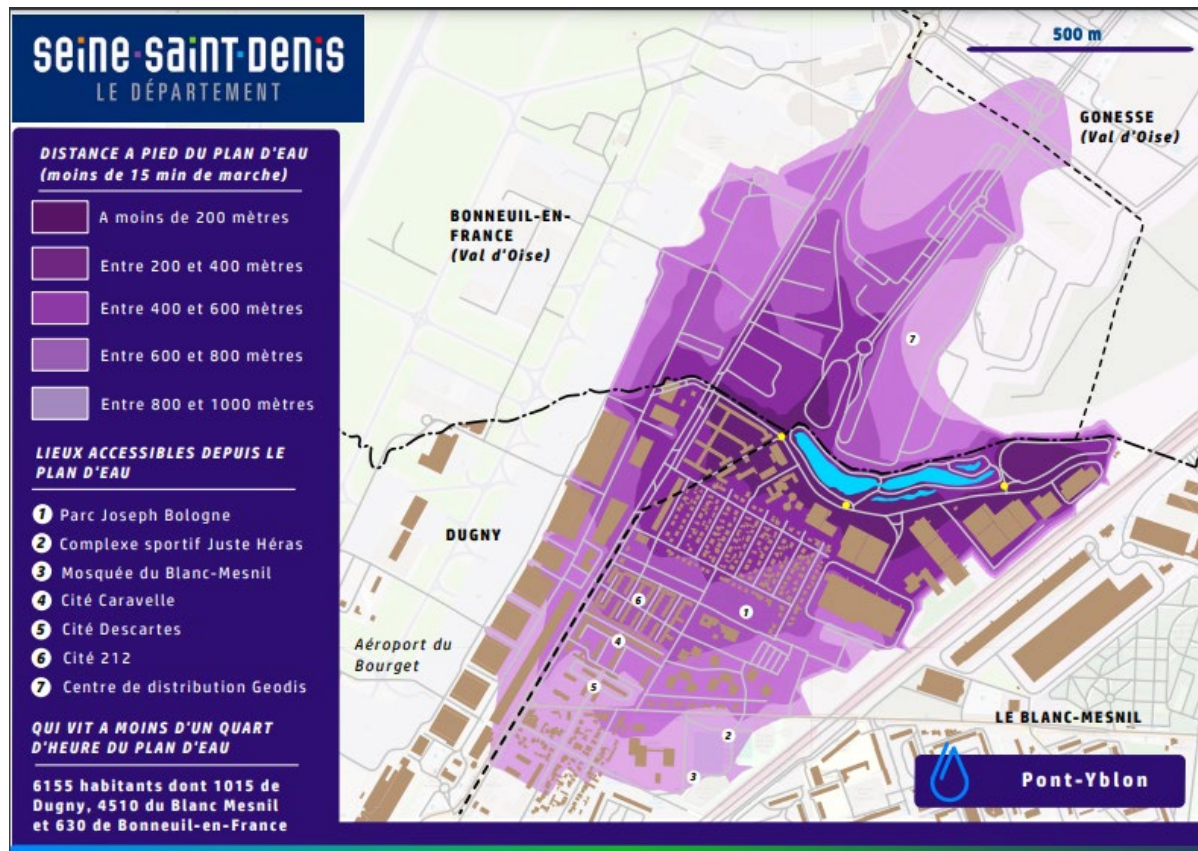 seine-saint-denis
LE DÉPARTEMENT
DISTANCE A PIED DU PLAN D'EAU
(moins de 15 min de marche)
A moins de 200 mètres
Entre 200 et 400 mètres
Entre 400 et 600 mètres
Entre 600 et 800 mètres
Entre 800 et 1000 mètres
LIEUX ACCESSIBLES DEPUIS LE
PLAN D'EAU
1 Parc Joseph Bologne
2 Complexe sportif Juste Héras
3 Mosquée du Blanc-Mesnil
4 Cité Caravelle
5 Cité Descartes
6 Cité 212
7 Centre de distribution Geodis
QUI VIT A MOINS D'UN QUART
D'HEURE DU PLAN D'EAU
6155 habitants dont 1015 de
Dugny, 4510 du Blanc Mesnil
et 630 de Bonneuil-en-France
500 m
GONESSE
(Val d'Oise)
BONNEUIL-EN-
FRANCE
(Val d'Oise)
7
DUGNY
6
1
4
Aéroport du
Bourget
5
LE BLANC-MESNIL
2
3
Pont-Yblon